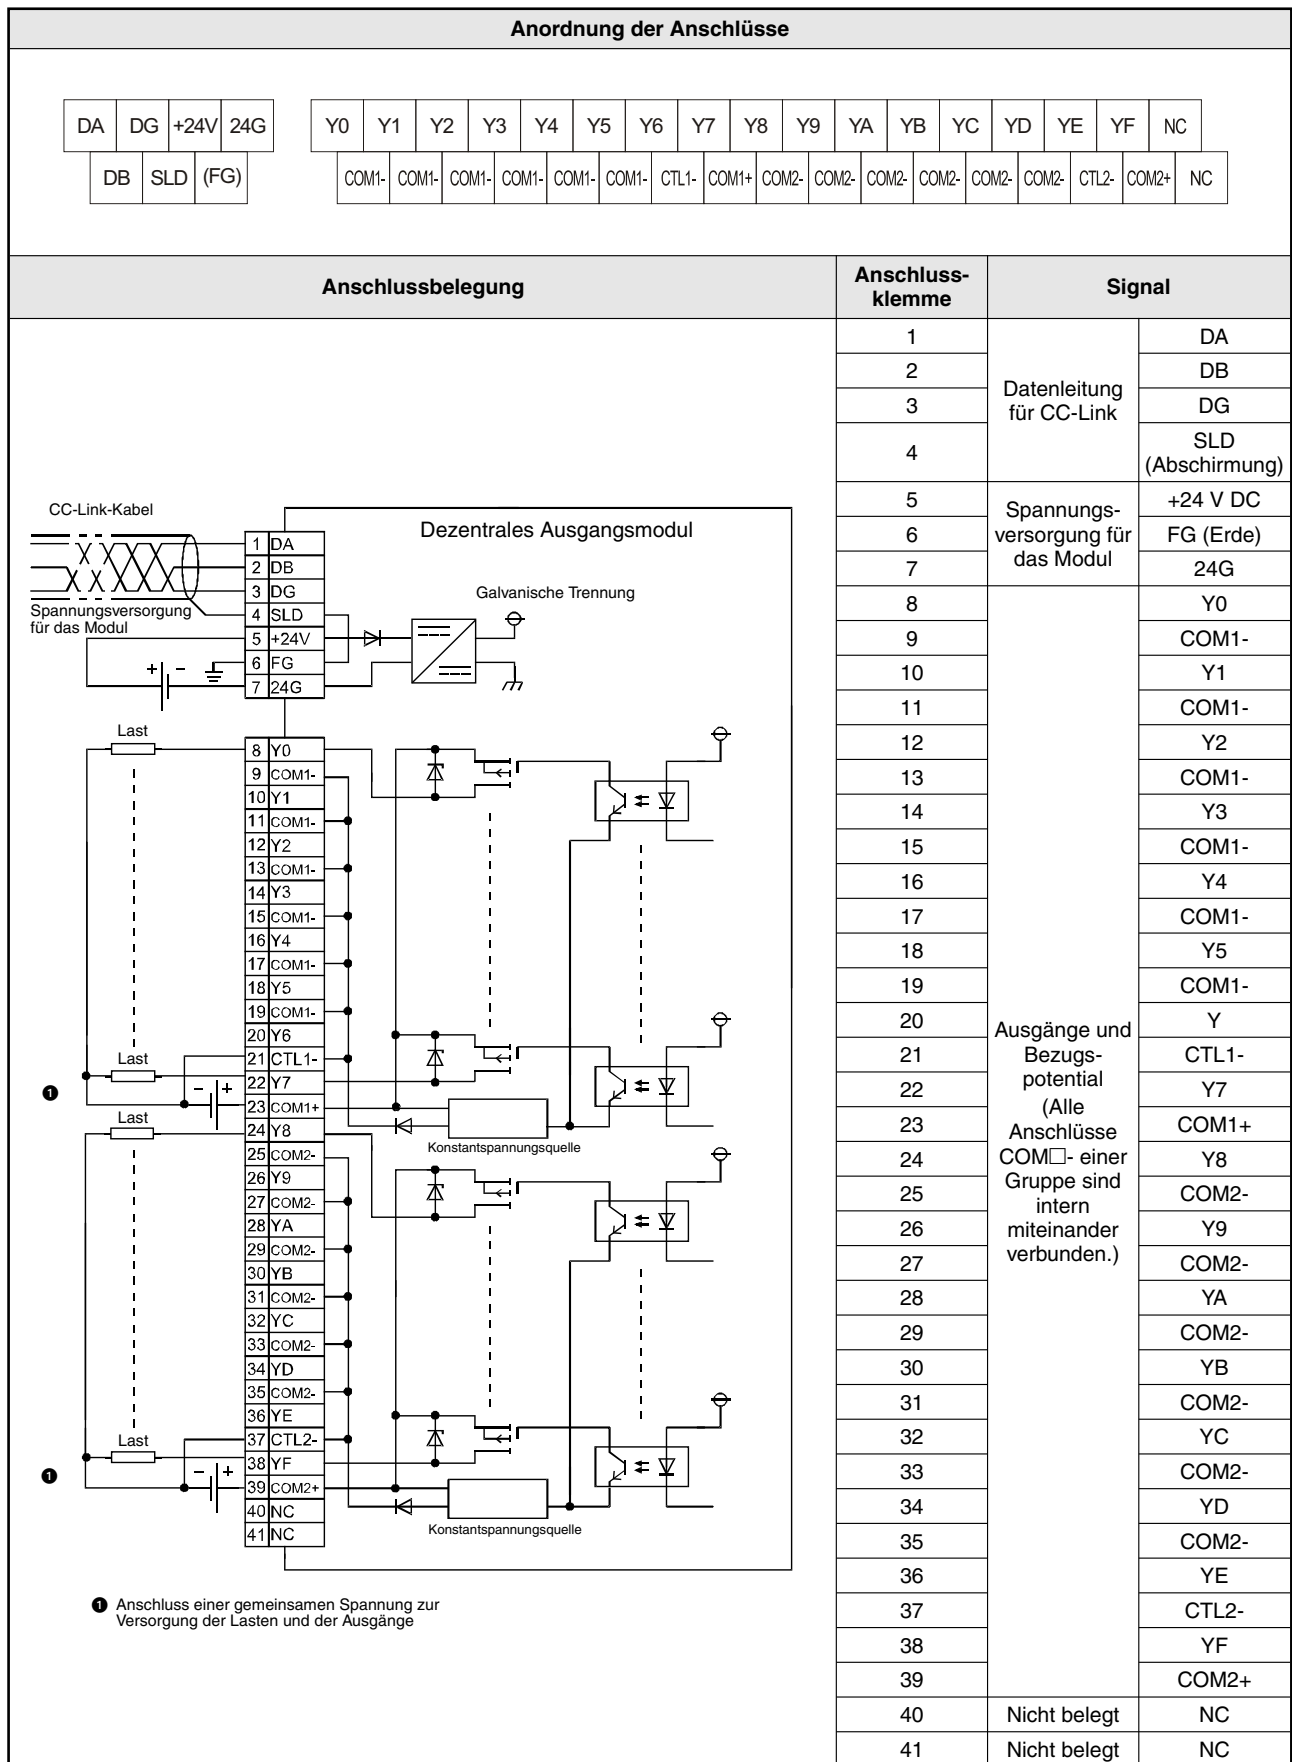 Anordnung der Anschlüsse
DA DG +24V 24G Y0 Y1 Y2 Y3 Y4 Y5 Y6 Y7 Y8 Y9 YA YB YC YD YE YF NC
DB SLD (FG) COM1- COM1- COM1- COM1- COM1- COM1- CTL1- COM1+ COM2- COM2- COM2- COM2- COM2- COM2- CTL2- COM2+ NC
Anschlussbelegung
CC-Link-Kabel
Dezentrales Ausgangsmodul
Galvanische Trennung
Spannungsversorgung
für das Modul
+ -
1 DA
2 DB
3 DG
4 SLD
5 +24V
6 FG
7 24G
Last
8 Y0
9 COM1-
10 Y1
11 COM1-
12 Y2
13 COM1-
14 Y3
15 COM1-
16 Y4
17 COM1-
18 Y5
19 COM1-
20 Y6
Last
21 CTL1-
22 Y7
❶ - +
23 COM1+
Last
24 Y8
Konstantspannungsquelle
25 COM2-
26 Y9
27 COM2-
28 YA
29 COM2-
30 YB
31 COM2-
32 YC
33 COM2-
34 YD
35 COM2-
36 YE
Last
37 CTL2-
38 YF
❶ - +
39 COM2+
40 NC
Konstantspannungsquelle
41 NC
❶ Anschluss einer gemeinsamen Spannung zur
Versorgung der Lasten und der Ausgänge
Anschluss-
klemme
Signal
Datenleitung
für CC-Link
1 DA
2 DB
3 DG
4 SLD
(Abschirmung)
Spannungs-
versorgung für
das Modul
5 +24 V DC
6 FG (Erde)
7 24G
Ausgänge und
Bezugs-
potential
(Alle
Anschlüsse
COM□- einer
Gruppe sind
intern
miteinander
verbunden.)
8 Y0
9 COM1-
10 Y1
11 COM1-
12 Y2
13 COM1-
14 Y3
15 COM1-
16 Y4
17 COM1-
18 Y5
19 COM1-
20 Y
21 CTL1-
22 Y7
23 COM1+
24 Y8
25 COM2-
26 Y9
27 COM2-
28 YA
29 COM2-
30 YB
31 COM2-
32 YC
33 COM2-
34 YD
35 COM2-
36 YE
37 CTL2-
38 YF
39 COM2+
40 Nicht belegt NC
41 Nicht belegt NC